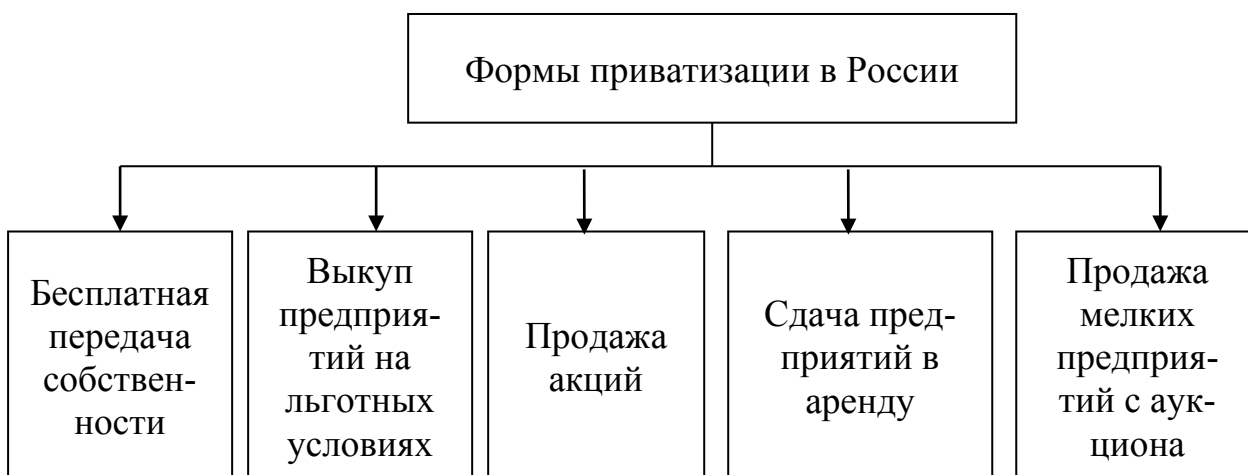 Формы приватизации в России
Бесплатная
передача
собствен-
ности
Выкуп
предприя-
тий на
льготных
условиях
Продажа
акций
Сдача пред-
приятий в
аренду
Продажа
мелких
предприя-
тий с аук-
циона